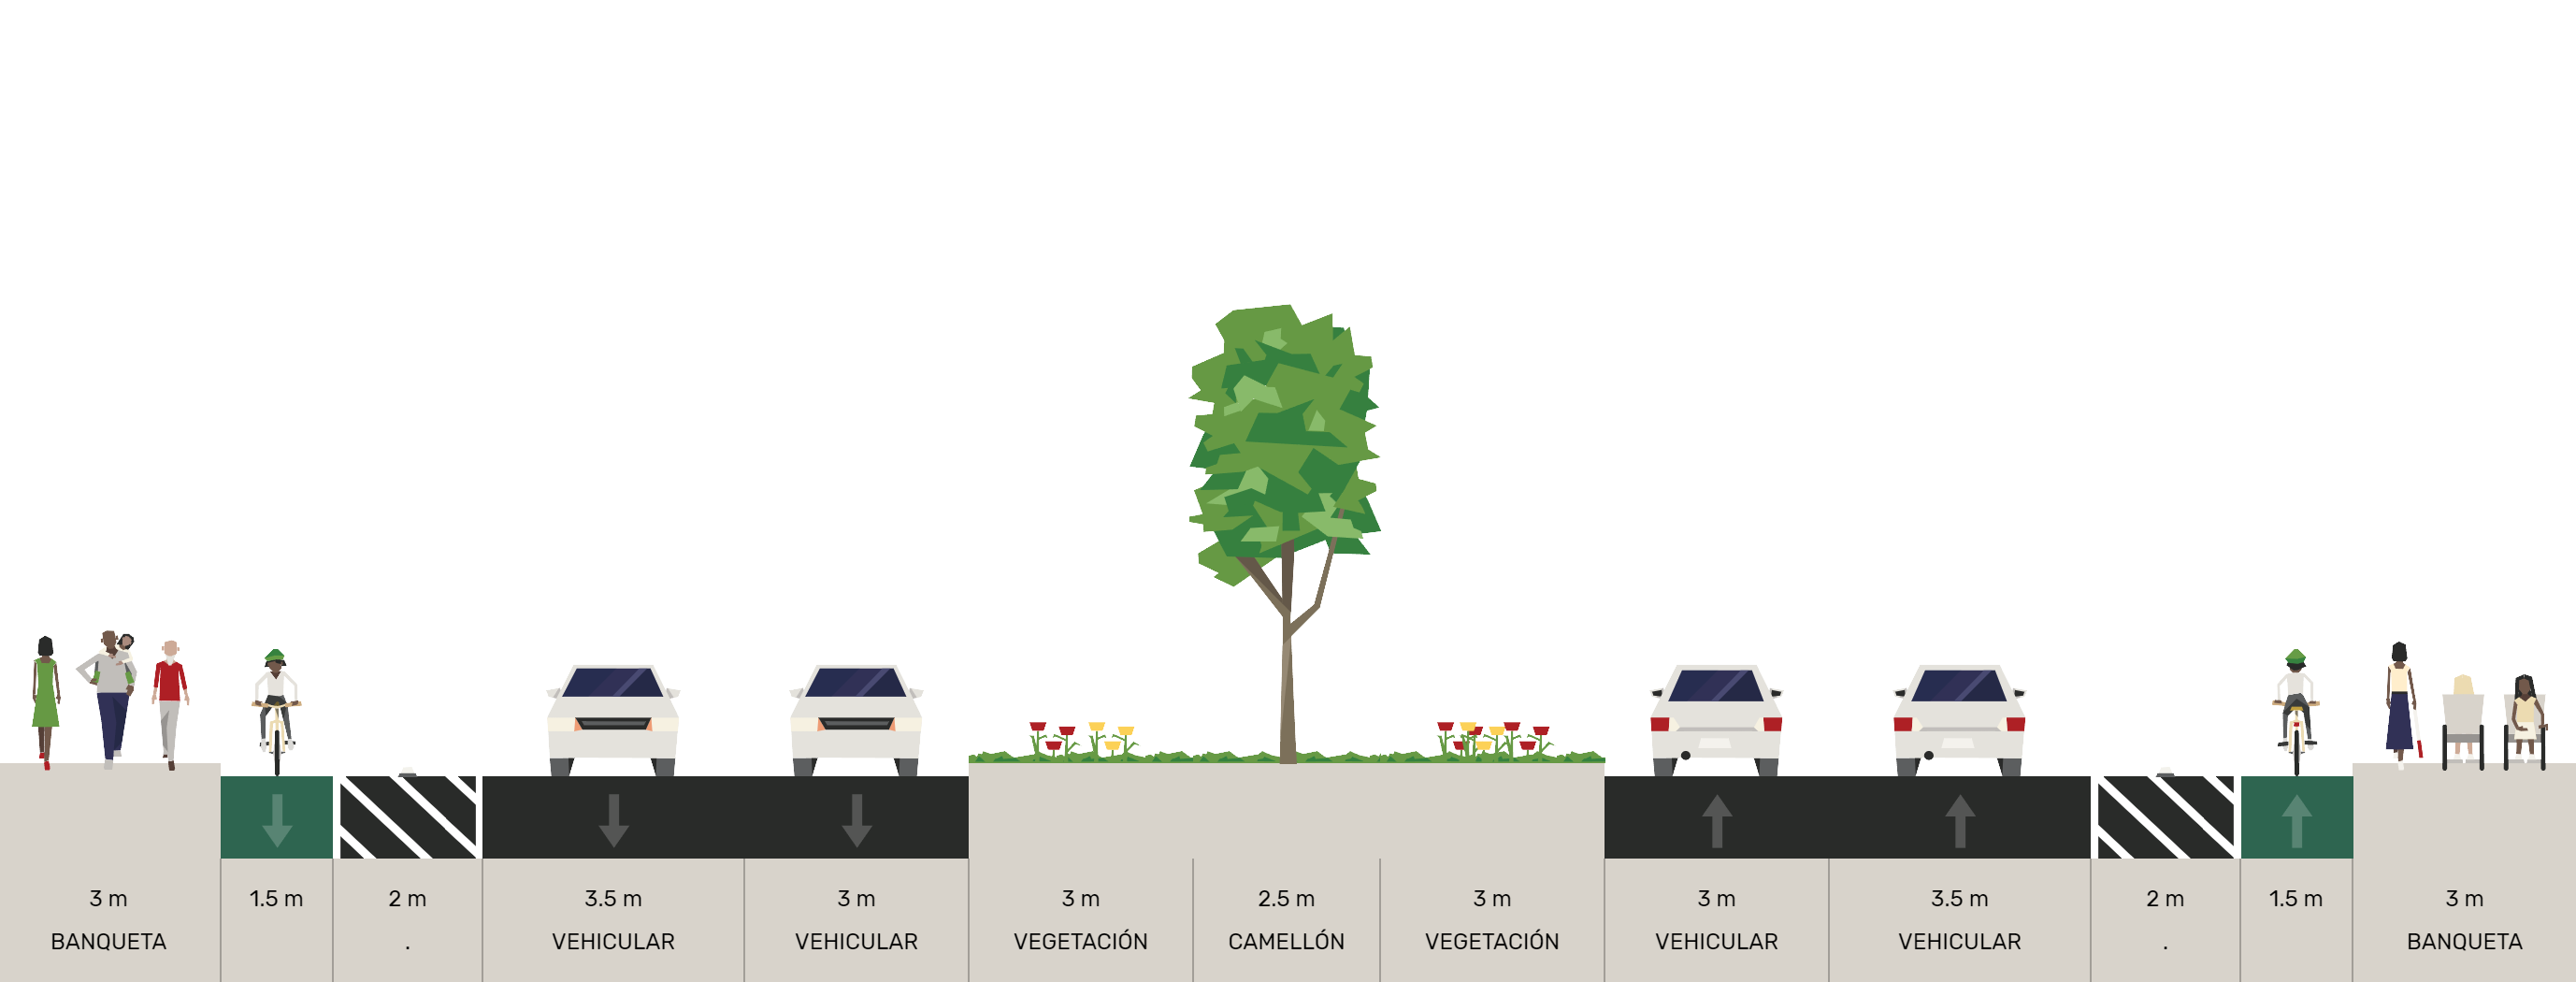 3 m
1.5 m
2 m
3.5 m
3 m
3 m
2.5 m
3 m
3 m
3.5 m
2 m
1.5 m
3 m
BANQUETA
.
VEHICULAR
VEHICULAR
VEGETACIÓN
CAMELLÓN
VEGETACIÓN
VEHICULAR
VEHICULAR
.
BANQUETA